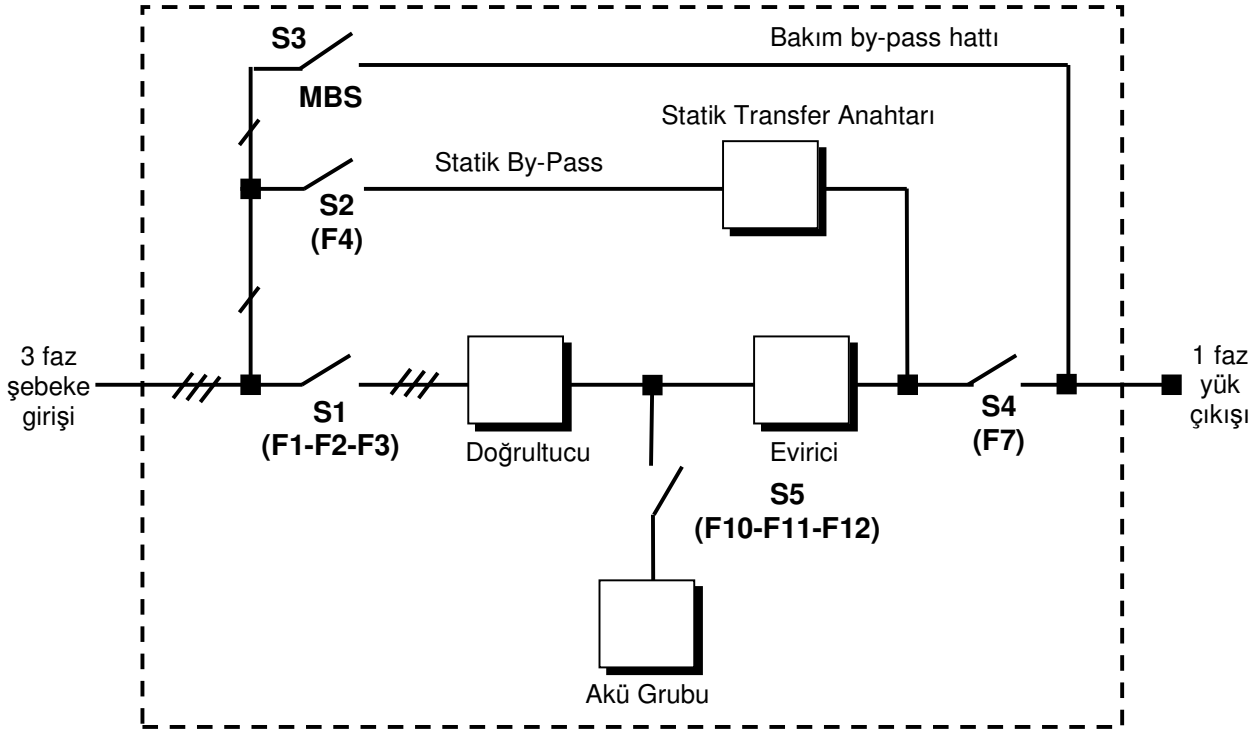 S3
Bakım by-pass hattı
MBS
Statik Transfer Anahtarı
Statik By-Pass
S2
(F4)
3 faz
şebeke
girişi
S1
(F1-F2-F3)
Doğrultucu
Evirici
S4
(F7)
1 faz
yük
çıkışı
S5
(F10-F11-F12)
Akü Grubu